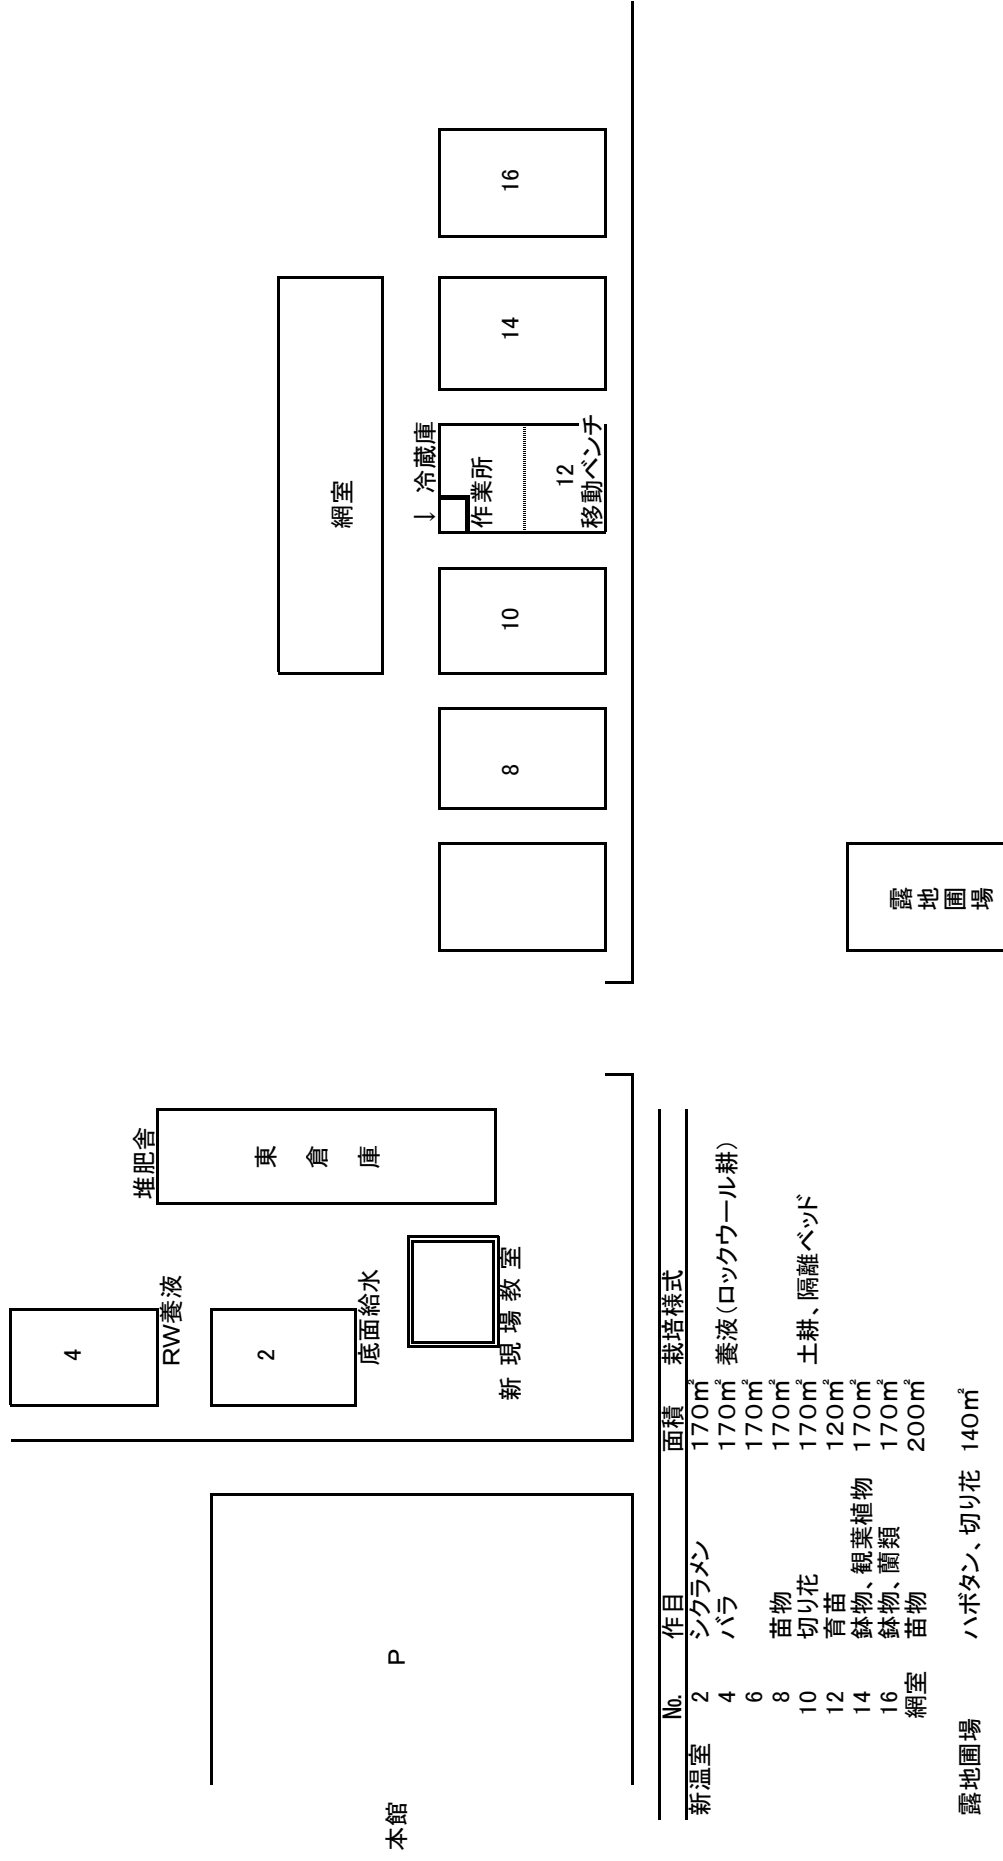 4
RW養液
2
底面給水
新現場教室
堆肥舎
東倉庫
P
本館
網室
8
10
↓ 冷蔵庫
作業所
12
移動ベンチ
14
16
露地圃場
No. 作目 面積 栽培様式
新温室 2 シクラメン 170㎡
4 バラ 170㎡ 養液(ロックウール耕)
6 170㎡
8 苗物 170㎡
10 切り花 170㎡ 土耕、隔離ベッド
12 育苗 120㎡
14 鉢物、観葉植物 170㎡
16 鉢物、蘭類 170㎡
網室 苗物 200㎡
露地圃場 ハボタン、切り花 140㎡